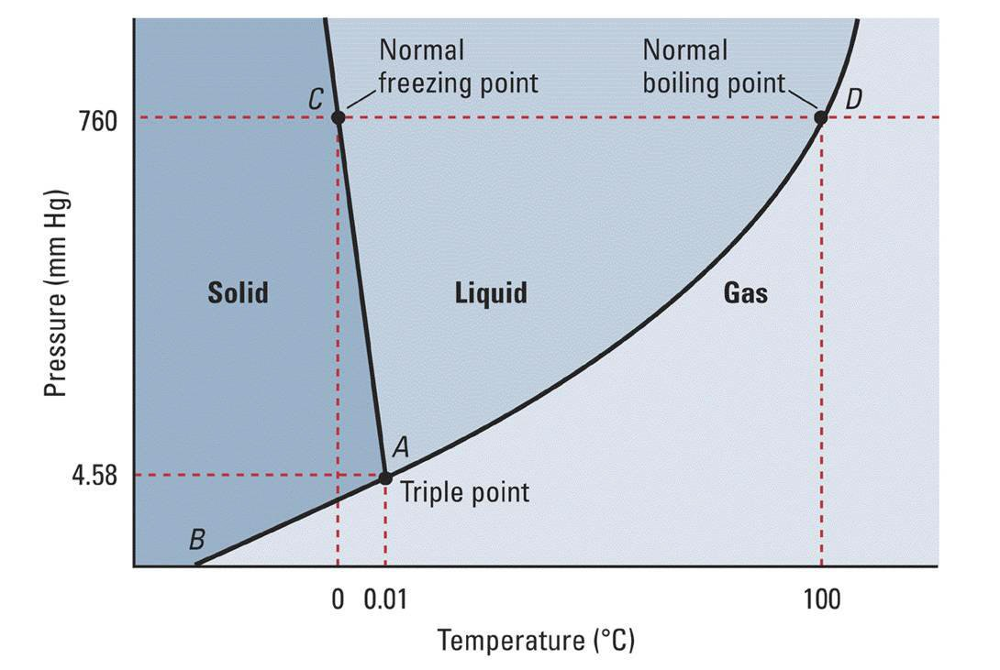 Normal
freezing point
Normal
boiling point
C
D
760
Pressure (mm Hg)
Solid
Liquid
Gas
A
4.58
Triple point
B
0
0.01
100
Temperature (°C)